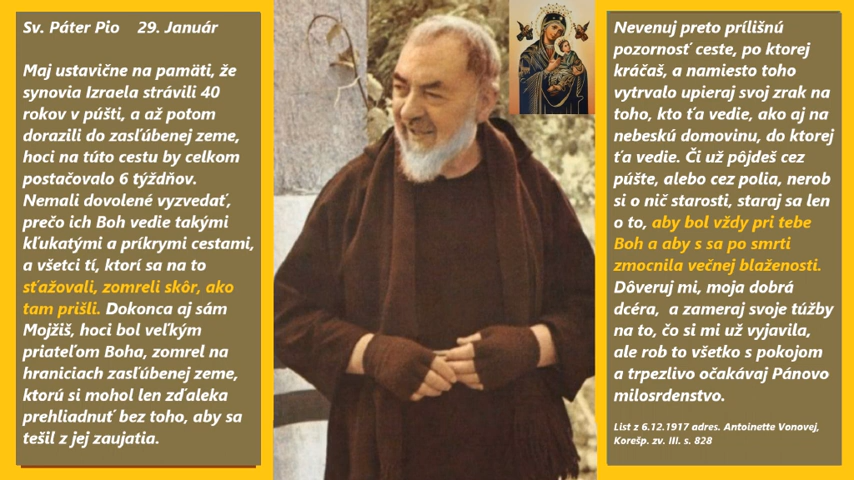 Sv. Páter Pio 29. Január
Maj ustavične na pamäti, že
synovia Izraela strávili 40
rokov v púšti, a až potom
dorazili do zasľúbenej zeme,
hoci na túto cestu by celkom
postačovalo 6 týždňov.
Nemali dovolené vyzvedať,
prečo ich Boh vedie takými
kľukatými a príkrymi cestami,
a všetci tí, ktorí sa na to
sťažovali, zomreli skôr, ako
tam prišli. Dokonca aj sám
Mojžiš, hoci bol veľkým
priateľom Boha, zomrel na
hraniciach zasľúbenej zeme,
ktorú si mohol len zďaleka
prehliadnuť bez toho, aby sa
tešil z jej zaujatia.
Nevenuj preto prílišnú
pozornosť ceste, po ktorej
kráčaš, a namiesto toho
vytrvalo upieraj svoj zrak na
toho, kto ťa vedie, ako aj na
nebeskú domovinu, do ktorej
ťa vedie. Či už pôjdeš cez
púšte, alebo cez polia, nerob
si o nič starosti, staraj sa len
o to, aby bol vždy pri tebe
Boh a aby s sa po smrti
zmocnila večnej blaženosti.
Dôveruj mi, moja dobrá
dcéra, a zameraj svoje túžby
na to, čo si mi už vyjavila,
ale rob to všetko s pokojom
a trpezlivo očakávaj Pánovo
milosrdenstvo.
List z 6.12.1917 adres. Antoinette Vonovej,
Korešp. zv. III. s. 828